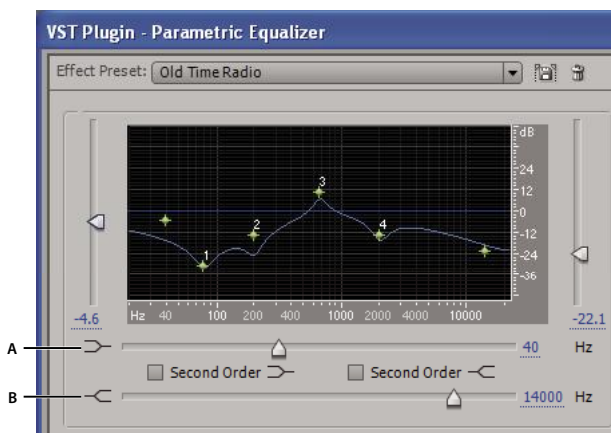 VST Plugin - Parametric Equalizer
Effect Preset: Old Time Radio
dB
24
12
0
-12
-24
-36
1
2
3
4
Hz 40 100 200 400 1000 2000 4000 10000
-4.6
-22.1
A
40 Hz
Second Order
Second Order
B
14000 Hz